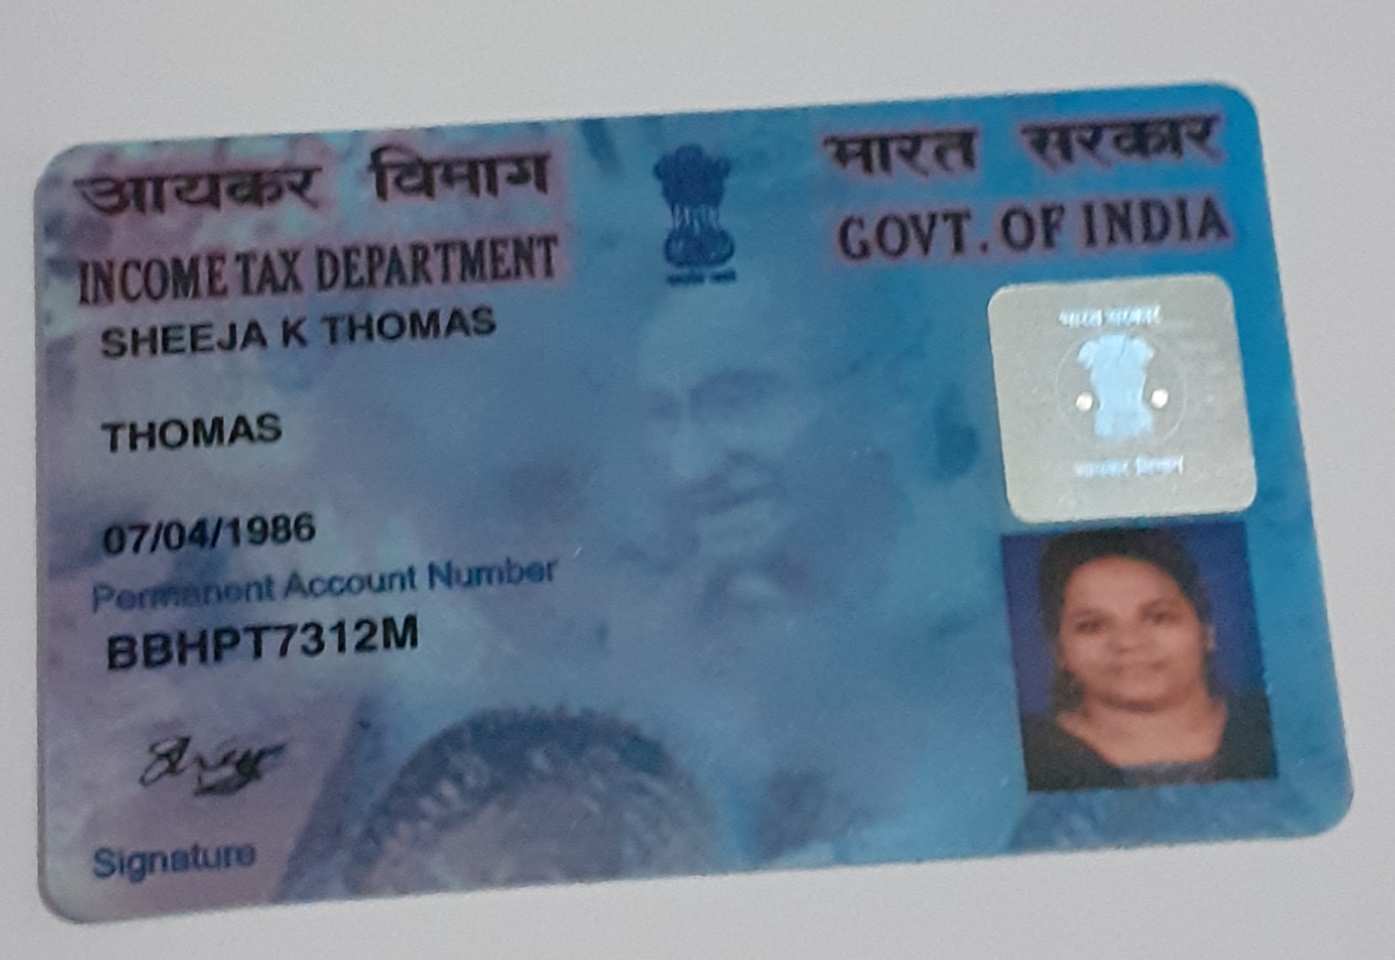 आयकर विभाग
INCOME TAX DEPARTMENT
भारत सरकार
GOVT. OF INDIA
SHEEJA K THOMAS
THOMAS
07/04/1986
Permanent Account Number
BBHPT7312M
Signature
भारत सरकार
आयकर विभाग